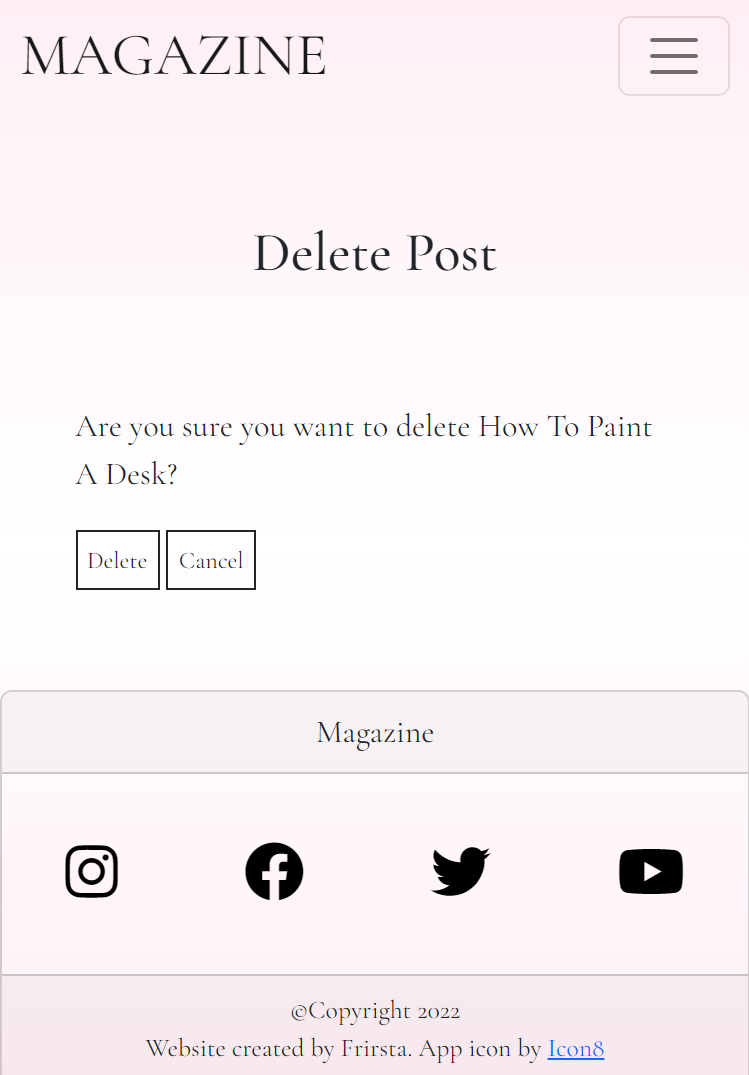 MAGAZINE
Delete Post
Are you sure you want to delete How To Paint
A Desk?
Delete Cancel
Magazine
©Copyright 2022
Website created by Frirsta. App icon by Icon8